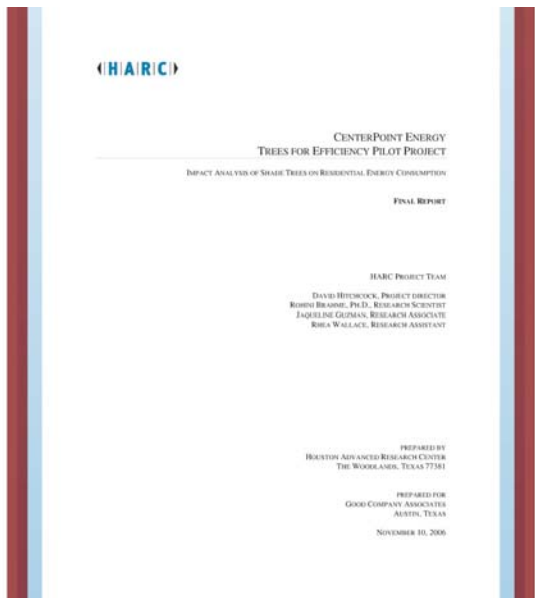 HARC
CENTERPOINT ENERGY
TREES FOR EFFICIENCY PILOT PROJECT
IMPACT ANALYSIS OF SHADE TREES ON RESIDENTIAL ENERGY CONSUMPTION
FINAL REPORT
HARC PROJECT TEAM
DAVID HITCHCOCK, PROJECT DIRECTOR
ROHINI BRAHME, PH.D., RESEARCH SCIENTIST
JAQUELINE GUZMAN, RESEARCH ASSOCIATE
RHEA WALLACE, RESEARCH ASSISTANT
PREPARED BY
HOUSTON ADVANCED RESEARCH CENTER
THE WOODLANDS, TEXAS 77381
PREPARED FOR
GOOD COMPANY ASSOCIATES
AUSTIN, TEXAS
NOVEMBER 10, 2006